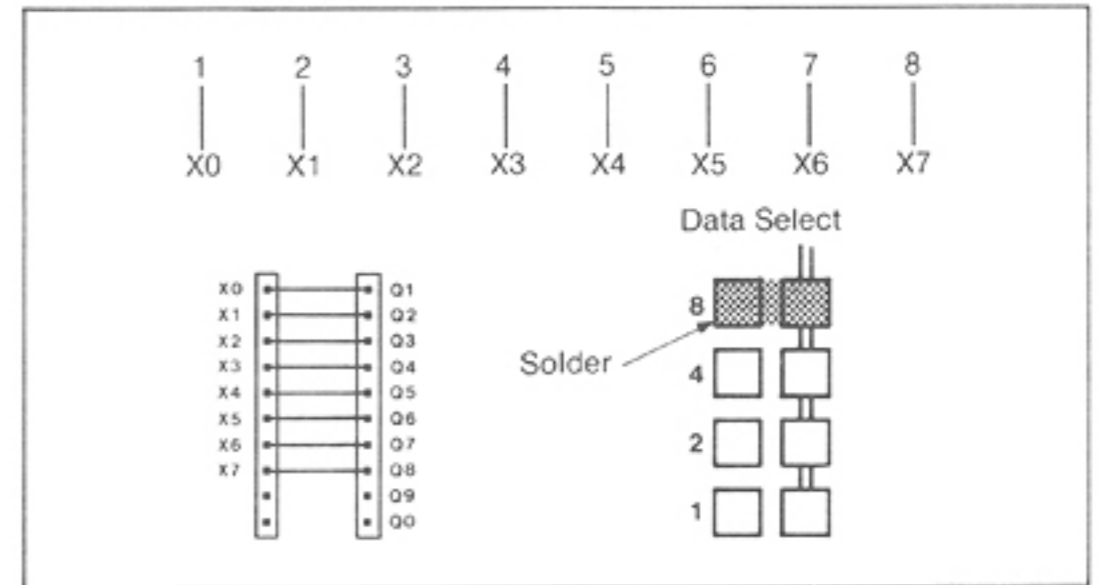 1 2 3 4 5 6 7 8
X0 X1 X2 X3 X4 X5 X6 X7
Data Select
X0 Q1
X1 Q2
X2 Q3
X3 Q4
X4 Q5
X5 Q6
X6 Q7
X7 Q8
Q9
Q0
8
Solder
4
2
1